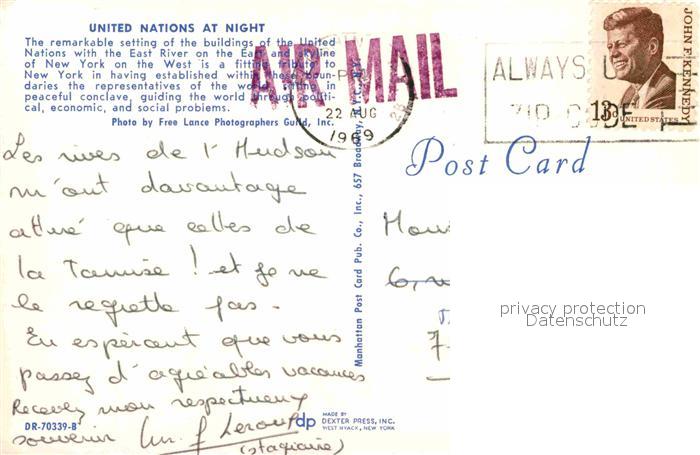 UNITED NATIONS AT NIGHT
The remarkable setting of the buildings of the United
Nations with the East River on the East and skyline
of New York on the West is a fitting tribute to
New York in having established within these boun-
daries the representatives of the world sitting in
peaceful conclave, guiding the world through politi-
cal, economic, and social problems.
Photo by Free Lance Photographers Guild, Inc.
AIR MAIL
PM
22 AUG
1969
ALWAYS U
ZIP CODE
JOHN F. KENNEDY
13c
UNITED STATES
Post Card
Les rives de l'Hudson
m'ont davantage
attiré que celles de
la Tamise ! et je ne
le regrette pas.
En espérant que vous
passez d'agréables vacances
Recevez mon respectueux
souvenir
(stagiaire)
Manhattan Post Card Pub. Co., Inc., 657 Broadway, N.Y.C., N.Y.
6,
7
privacy protection
Datenschutz
DR-70339-B
dp
MADE BY
DEXTER PRESS, INC.
WEST NYACK, NEW YORK